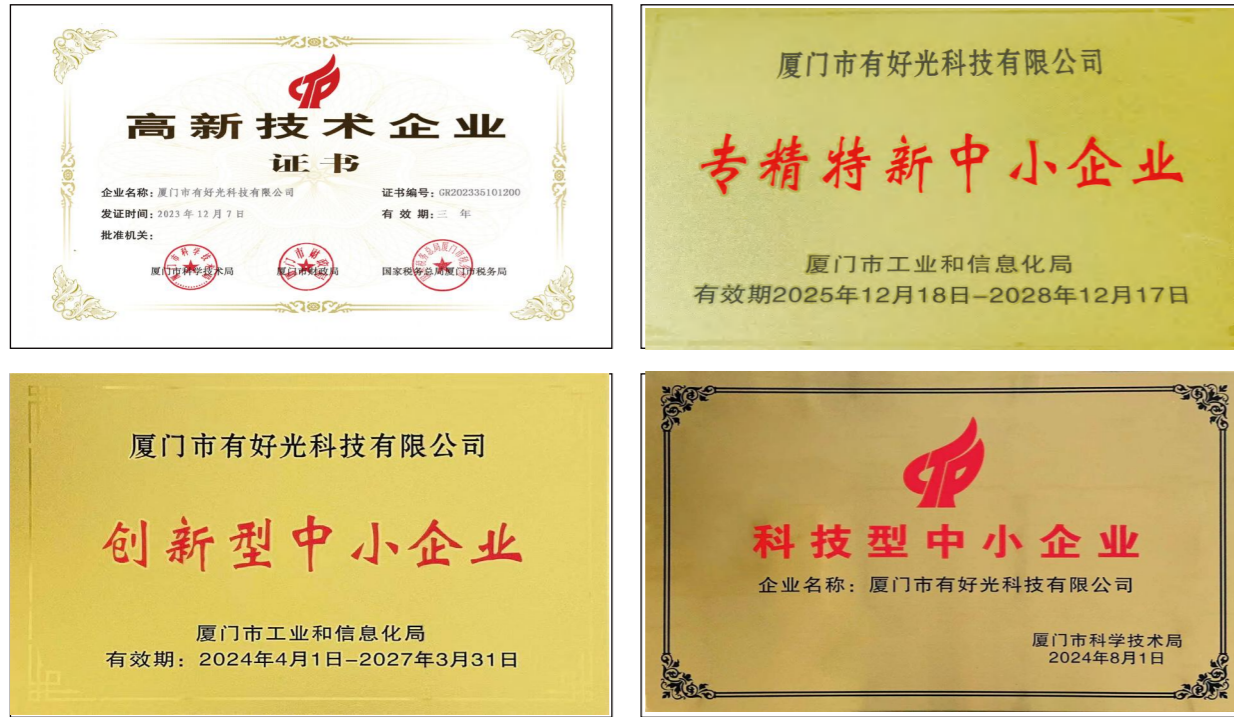 高新技术企业
证书
企业名称：厦门市有好光科技有限公司
证书编号：GR202335101200
发证时间：2023年12月7日
有效期：三年
批准机关：
厦门市科学技术局
厦门市财政局
国家税务总局厦门市税务局
厦门市有好光科技有限公司
专精特新中小企业
厦门市工业和信息化局
有效期2025年12月18日-2028年12月17日
厦门市有好光科技有限公司
创新型中小企业
厦门市工业和信息化局
有效期：2024年4月1日-2027年3月31日
科技型中小企业
企业名称：厦门市有好光科技有限公司
厦门市科学技术局
2024年8月1日